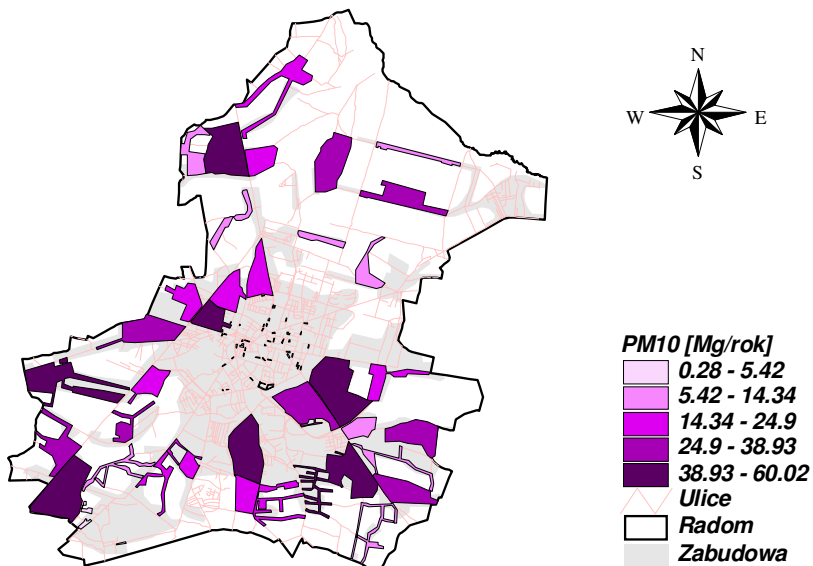 N
W E
S
PM10 [Mg/rok]
0.28 - 5.42
5.42 - 14.34
14.34 - 24.9
24.9 - 38.93
38.93 - 60.02
Ulice
Radom
Zabudowa